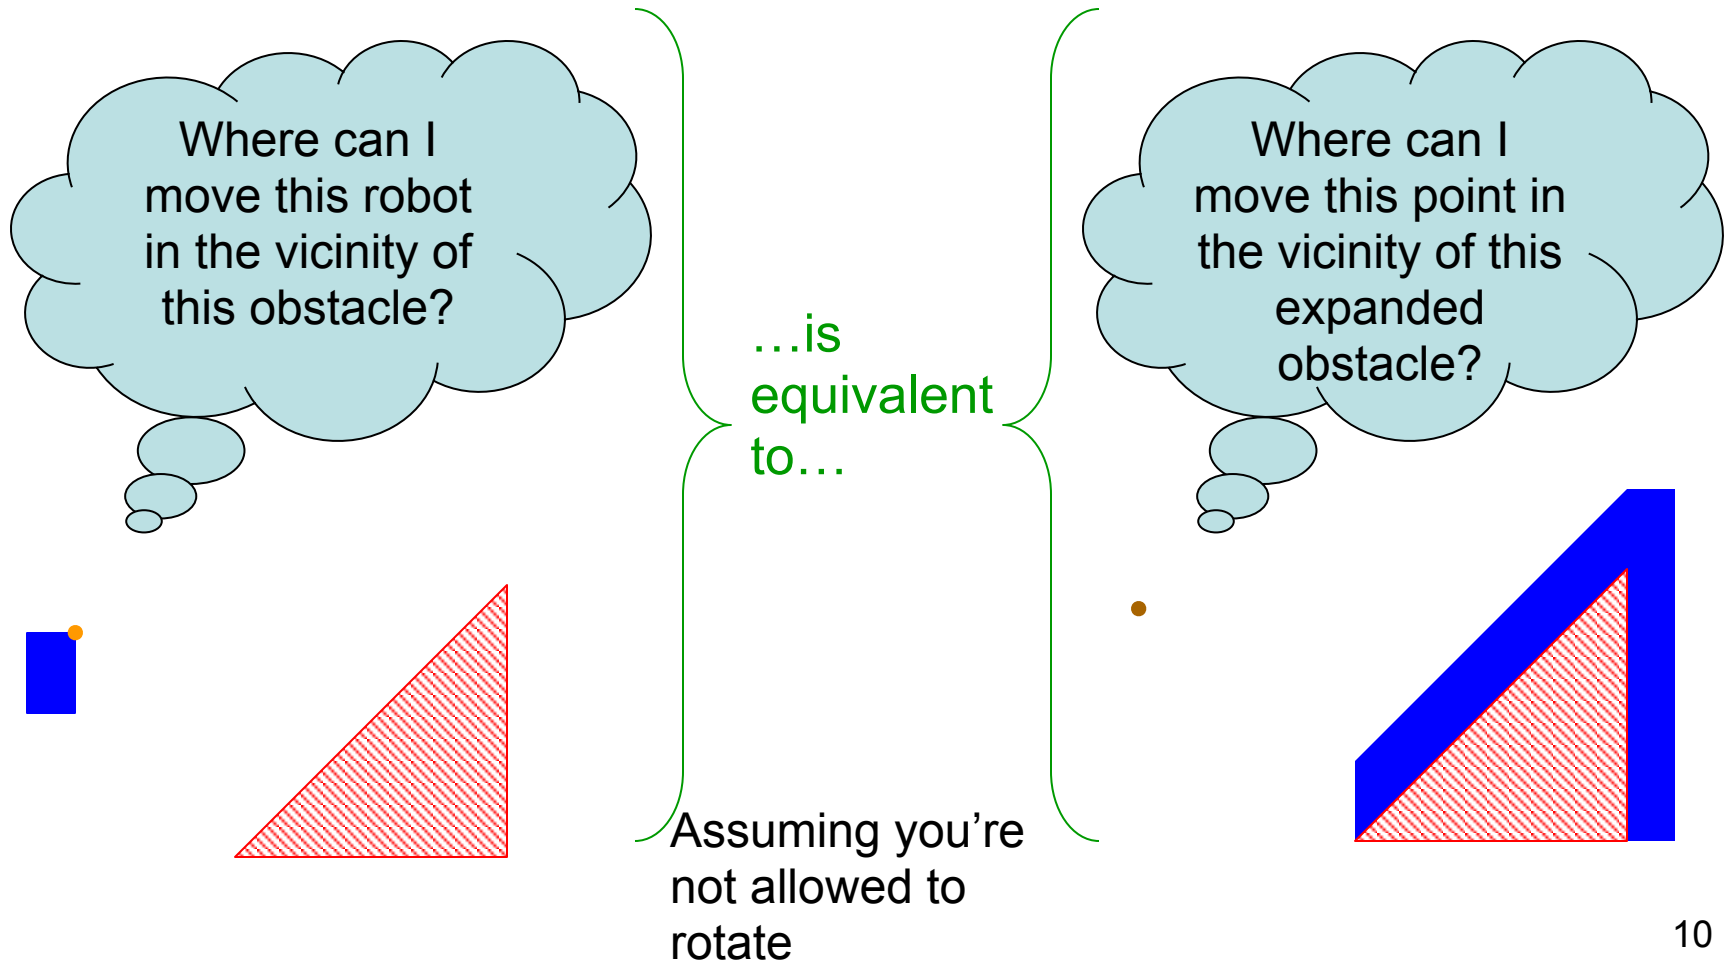 Where can I
move this robot
in the vicinity of
this obstacle?
…is
equivalent
to…
Where can I
move this point in
the vicinity of this
expanded
obstacle?
Assuming you’re
not allowed to
rotate
10